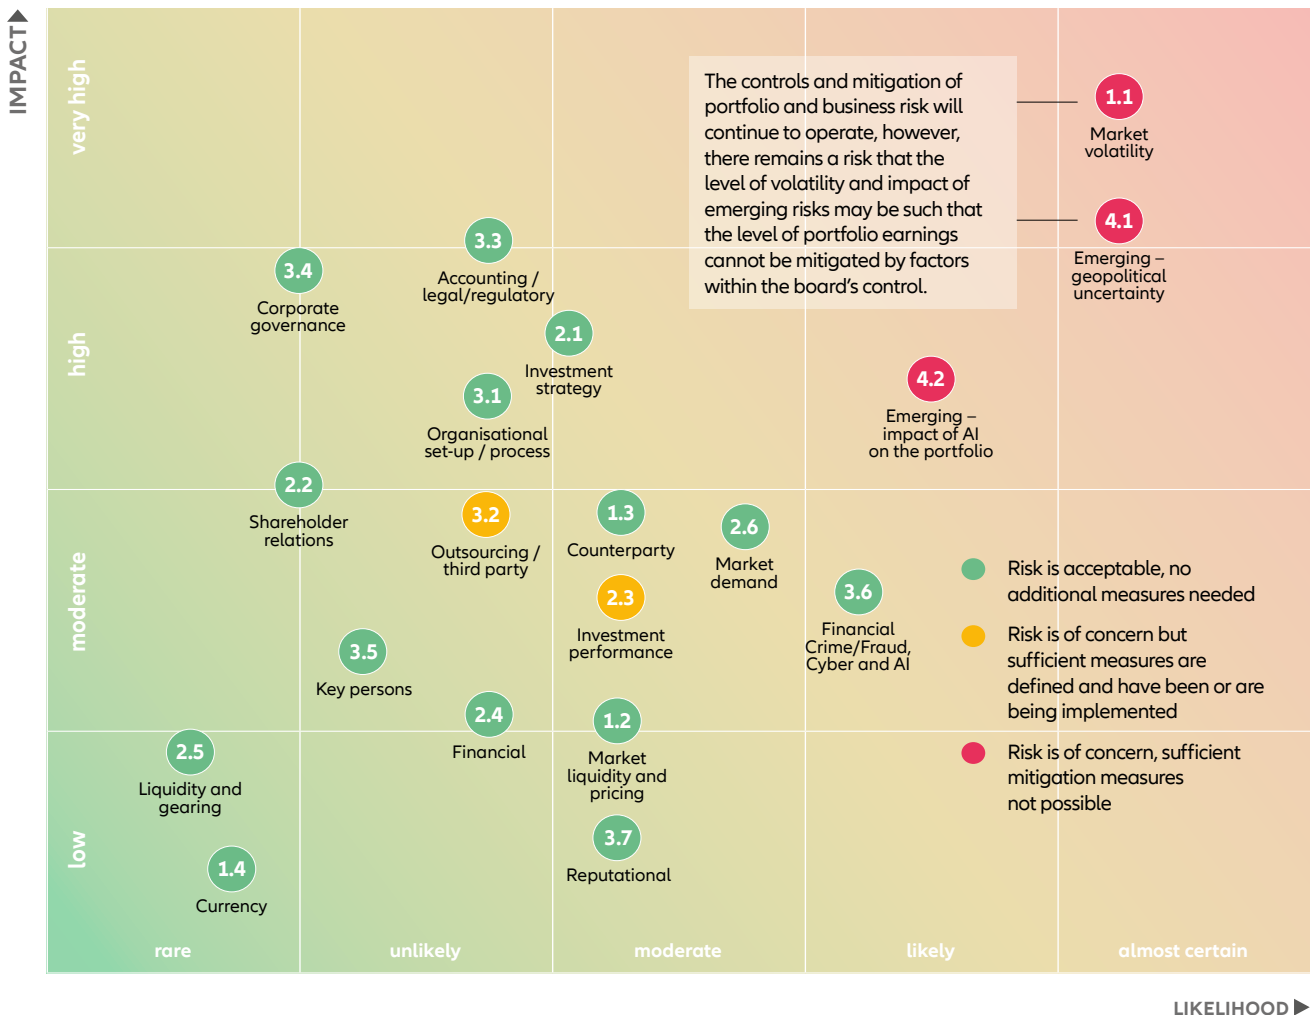 IMPACT
very high
high
moderate
low
The controls and mitigation of
portfolio and business risk will
continue to operate, however,
there remains a risk that the
level of volatility and impact of
emerging risks may be such that
the level of portfolio earnings
cannot be mitigated by factors
within the board’s control.
1.1
Market
volatility
4.1
Emerging –
geopolitical
uncertainty
3.3
Accounting /
legal/regulatory
3.4
Corporate
governance
2.1
Investment
strategy
3.1
Organisational
set-up / process
4.2
Emerging –
impact of AI
on the portfolio
2.2
Shareholder
relations
3.2
Outsourcing /
third party
1.3
Counterparty
2.6
Market
demand
2.3
Investment
performance
3.6
Financial
Crime/Fraud,
Cyber and AI
3.5
Key persons
2.4
Financial
1.2
Market
liquidity and
pricing
2.5
Liquidity and
gearing
3.7
Reputational
1.4
Currency
Risk is acceptable, no
additional measures needed
Risk is of concern but
sufficient measures are
defined and have been or are
being implemented
Risk is of concern, sufficient
mitigation measures
not possible
rare
unlikely
moderate
likely
almost certain
LIKELIHOOD